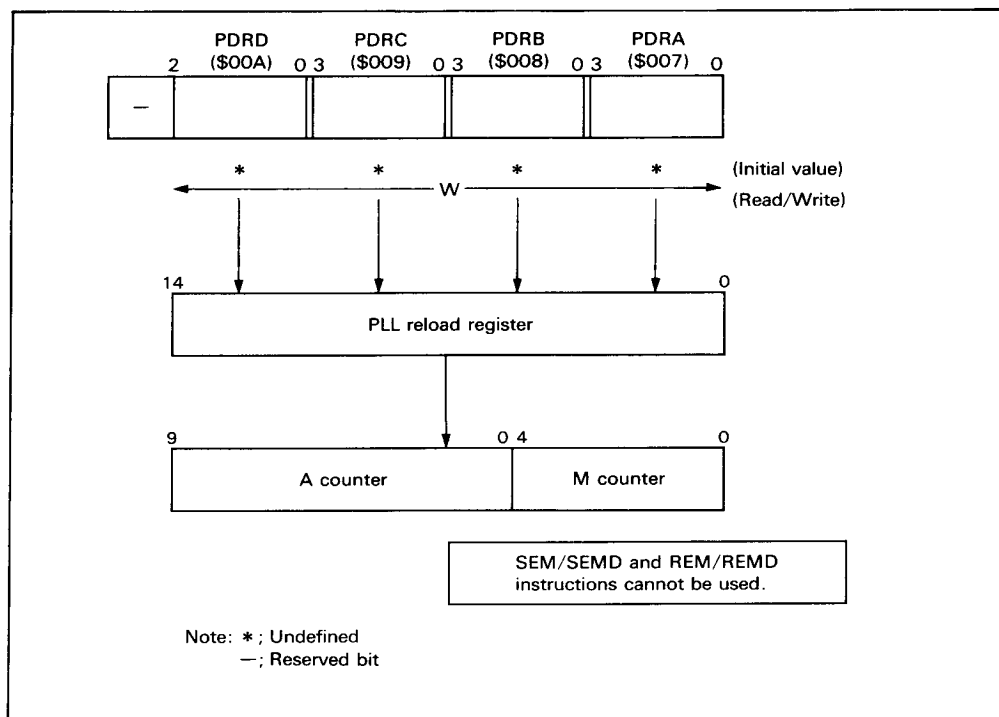 PDRD PDRC PDRB PDRA
2 ($00A) 0 3 ($009) 0 3 ($008) 0 3 ($007) 0
—
* * * * (Initial value)
W
(Read/Write)
14 0
PLL reload register
9 0 4 0
A counter M counter
SEM/SEMD and REM/REMD
instructions cannot be used.
Note: * ; Undefined
— ; Reserved bit